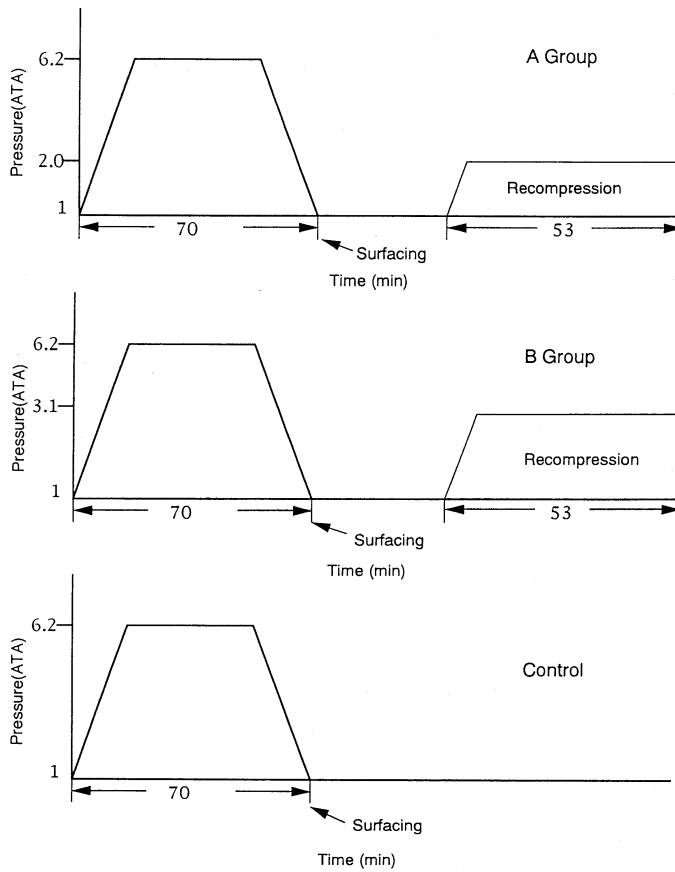 A Group
Pressure(ATA)
6.2
2.0
1
Recompression
70
53
Surfacing
Time (min)
B Group
Pressure(ATA)
6.2
3.1
1
Recompression
70
53
Surfacing
Time (min)
Control
Pressure(ATA)
6.2
1
70
Surfacing
Time (min)